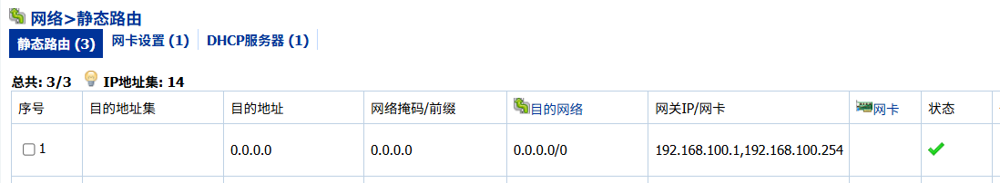 网络>静态路由
静态路由 (3) 网卡设置 (1) DHCP服务器 (1)
总共: 3/3 IP地址集: 14
序号 目的地址集 目的地址 网络掩码/前缀 目的网络 网关IP/网卡 网卡 状态
1 0.0.0.0 0.0.0.0 0.0.0.0/0 192.168.100.1,192.168.100.254